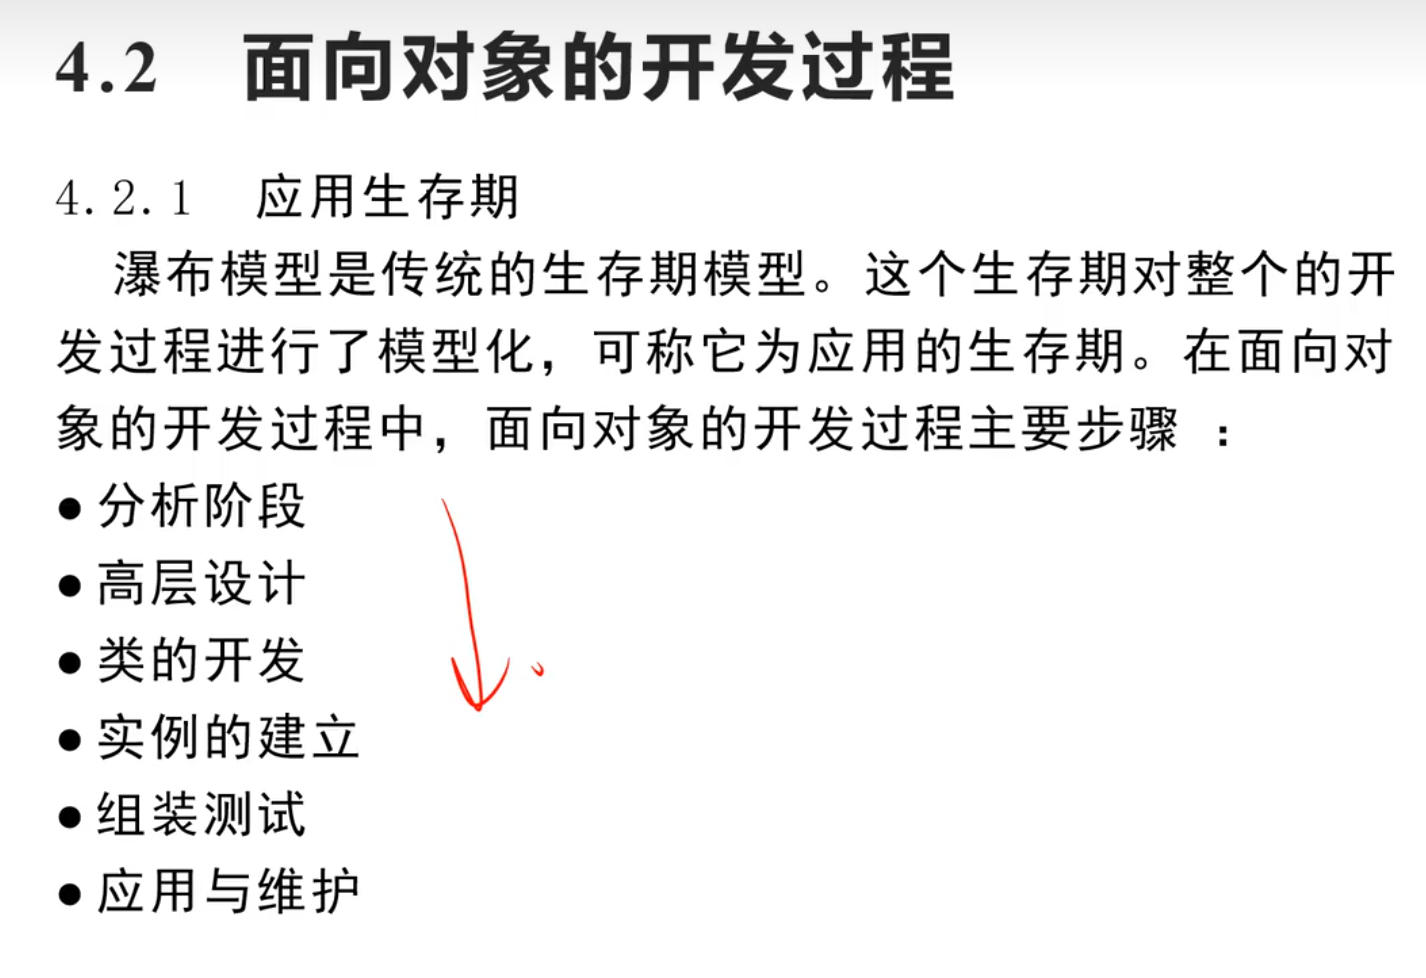 4.2 面向对象的开发过程
4.2.1 应用生存期
瀑布模型是传统的生存期模型。这个生存期对整个的开
发过程进行了模型化，可称它为应用的生存期。在面向对
象的开发过程中，面向对象的开发过程主要步骤 ：
● 分析阶段
● 高层设计
● 类的开发
● 实例的建立
● 组装测试
● 应用与维护